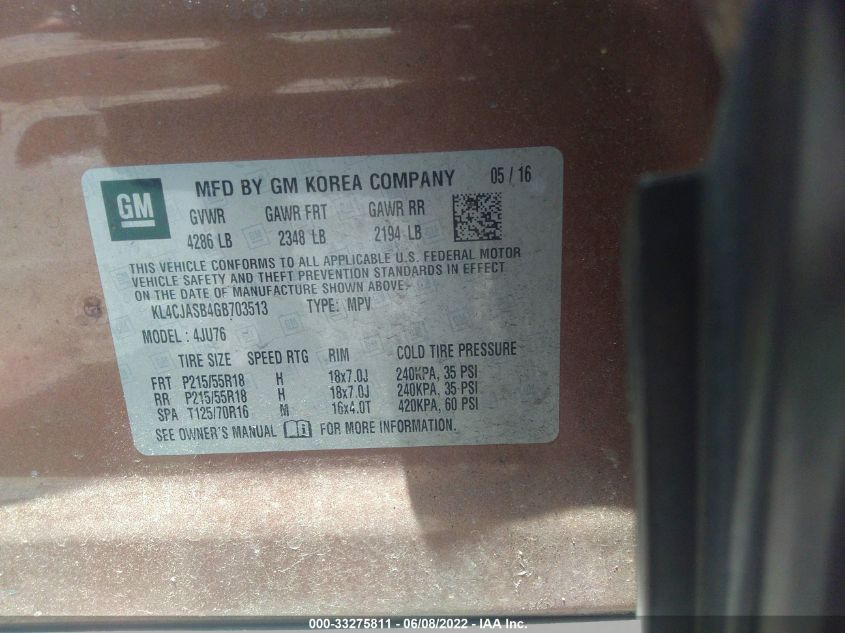 GM
MFD BY GM KOREA COMPANY 05 / 16
GVWR GAWR FRT GAWR RR
4286 LB 2348 LB 2194 LB
THIS VEHICLE CONFORMS TO ALL APPLICABLE U.S. FEDERAL MOTOR
VEHICLE SAFETY AND THEFT PREVENTION STANDARDS IN EFFECT
ON THE DATE OF MANUFACTURE SHOWN ABOVE.
KL4CJASB4GB703513 TYPE: MPV
MODEL : 4JU76
TIRE SIZE SPEED RTG RIM COLD TIRE PRESSURE
FRT P215/55R18 H 18x7.0J 240KPA, 35 PSI
RR P215/55R18 H 18x7.0J 240KPA, 35 PSI
SPA T125/70R16 M 16x4.0T 420KPA, 60 PSI
SEE OWNER'S MANUAL FOR MORE INFORMATION.
000-33275811 - 06/08/2022 - IAA Inc.